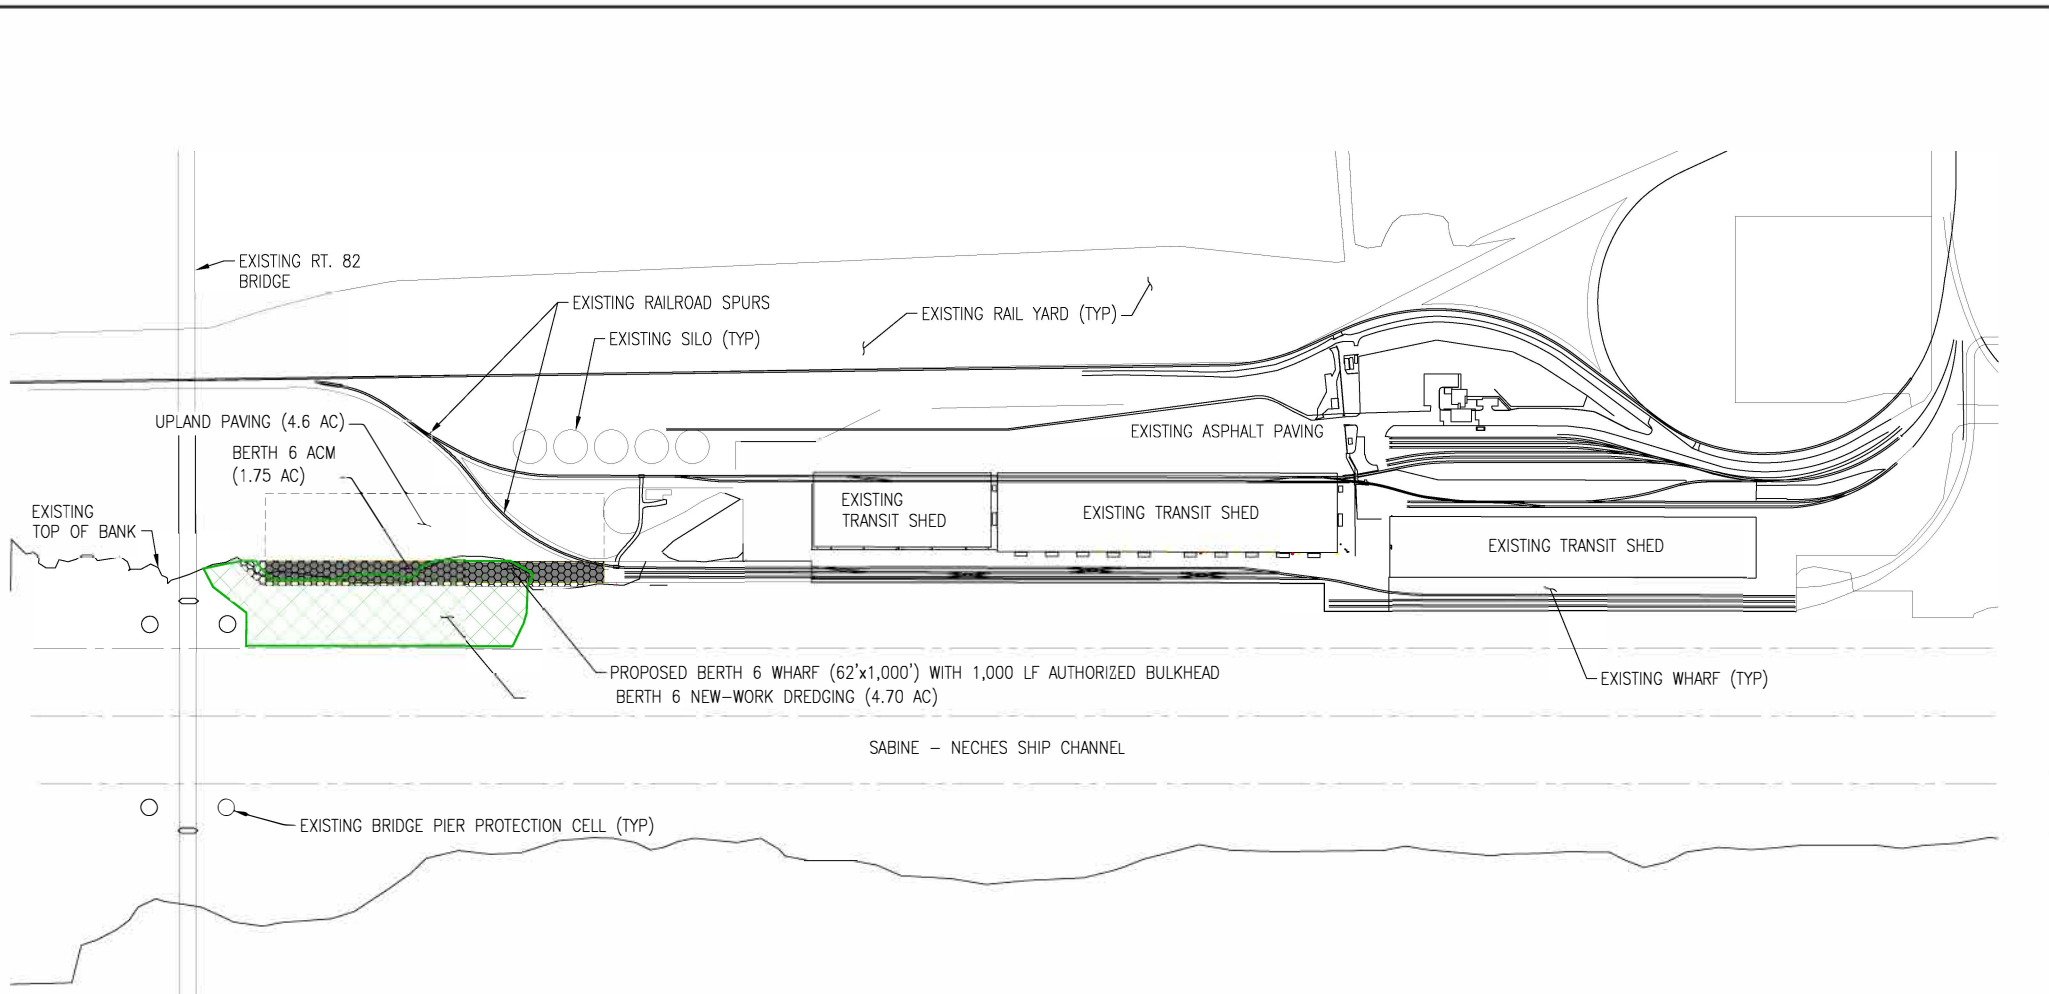 EXISTING RT. 82
BRIDGE
EXISTING RAILROAD SPURS
EXISTING RAIL YARD (TYP)
EXISTING SILO (TYP)
UPLAND PAVING (4.6 AC)
EXISTING ASPHALT PAVING
BERTH 6 ACM
(1.75 AC)
EXISTING
TRANSIT SHED
EXISTING TRANSIT SHED
EXISTING
TOP OF BANK
EXISTING TRANSIT SHED
PROPOSED BERTH 6 WHARF (62'x1,000') WITH 1,000 LF AUTHORIZED BULKHEAD
BERTH 6 NEW-WORK DREDGING (4.70 AC)
EXISTING WHARF (TYP)
SABINE - NECHES SHIP CHANNEL
EXISTING BRIDGE PIER PROTECTION CELL (TYP)